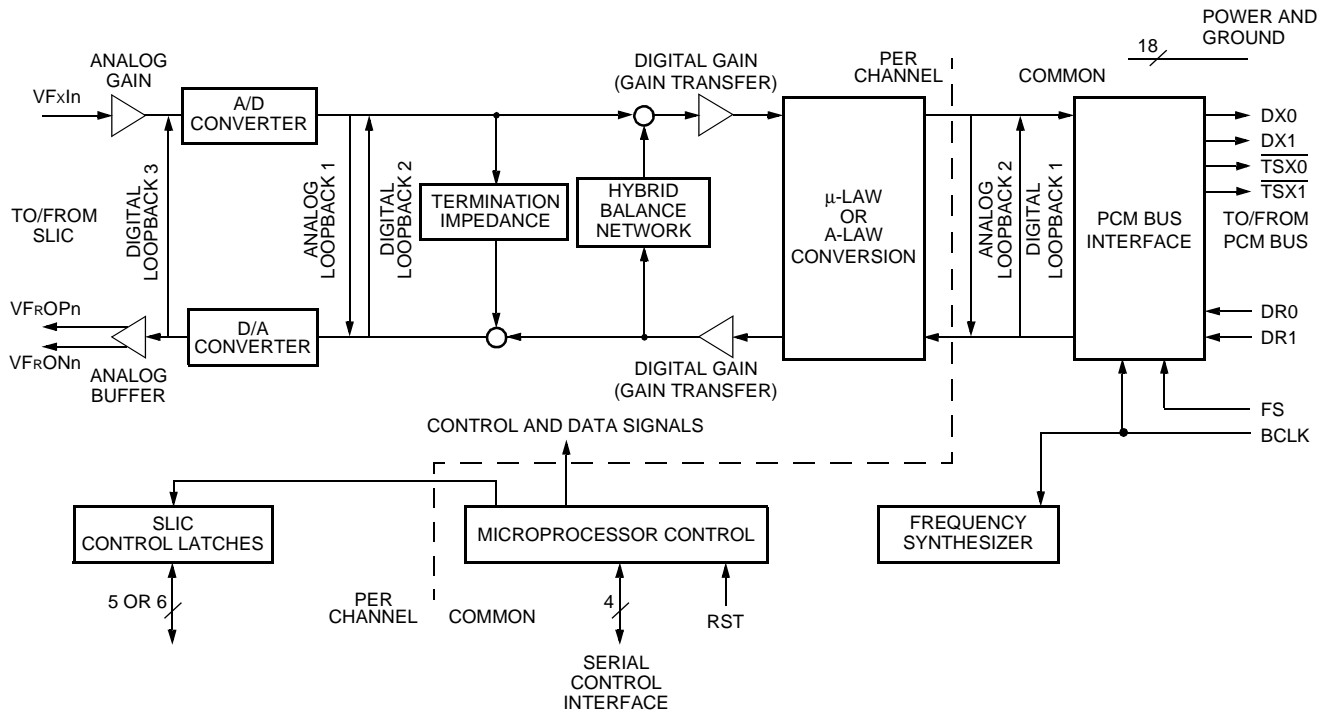 POWER AND
GROUND
18
ANALOG
GAIN
DIGITAL GAIN
(GAIN TRANSFER)
PER
CHANNEL
COMMON
VFXIn
A/D
CONVERTER
DX0
DX1
TSX0
TSX1
TO/FROM
PCM BUS
TO/FROM
SLIC
DIGITAL
LOOPBACK 3
ANALOG
LOOPBACK 1
DIGITAL
LOOPBACK 2
TERMINATION
IMPEDANCE
HYBRID
BALANCE
NETWORK
μ-LAW
OR
A-LAW
CONVERSION
ANALOG
LOOPBACK 2
DIGITAL
LOOPBACK 1
PCM BUS
INTERFACE
VFROPn
VFRONn
ANALOG
BUFFER
D/A
CONVERTER
DIGITAL GAIN
(GAIN TRANSFER)
DR0
DR1
FS
BCLK
CONTROL AND DATA SIGNALS
SLIC
CONTROL LATCHES
MICROPROCESSOR CONTROL
FREQUENCY
SYNTHESIZER
5 OR 6
PER
CHANNEL
COMMON
4
RST
SERIAL
CONTROL
INTERFACE